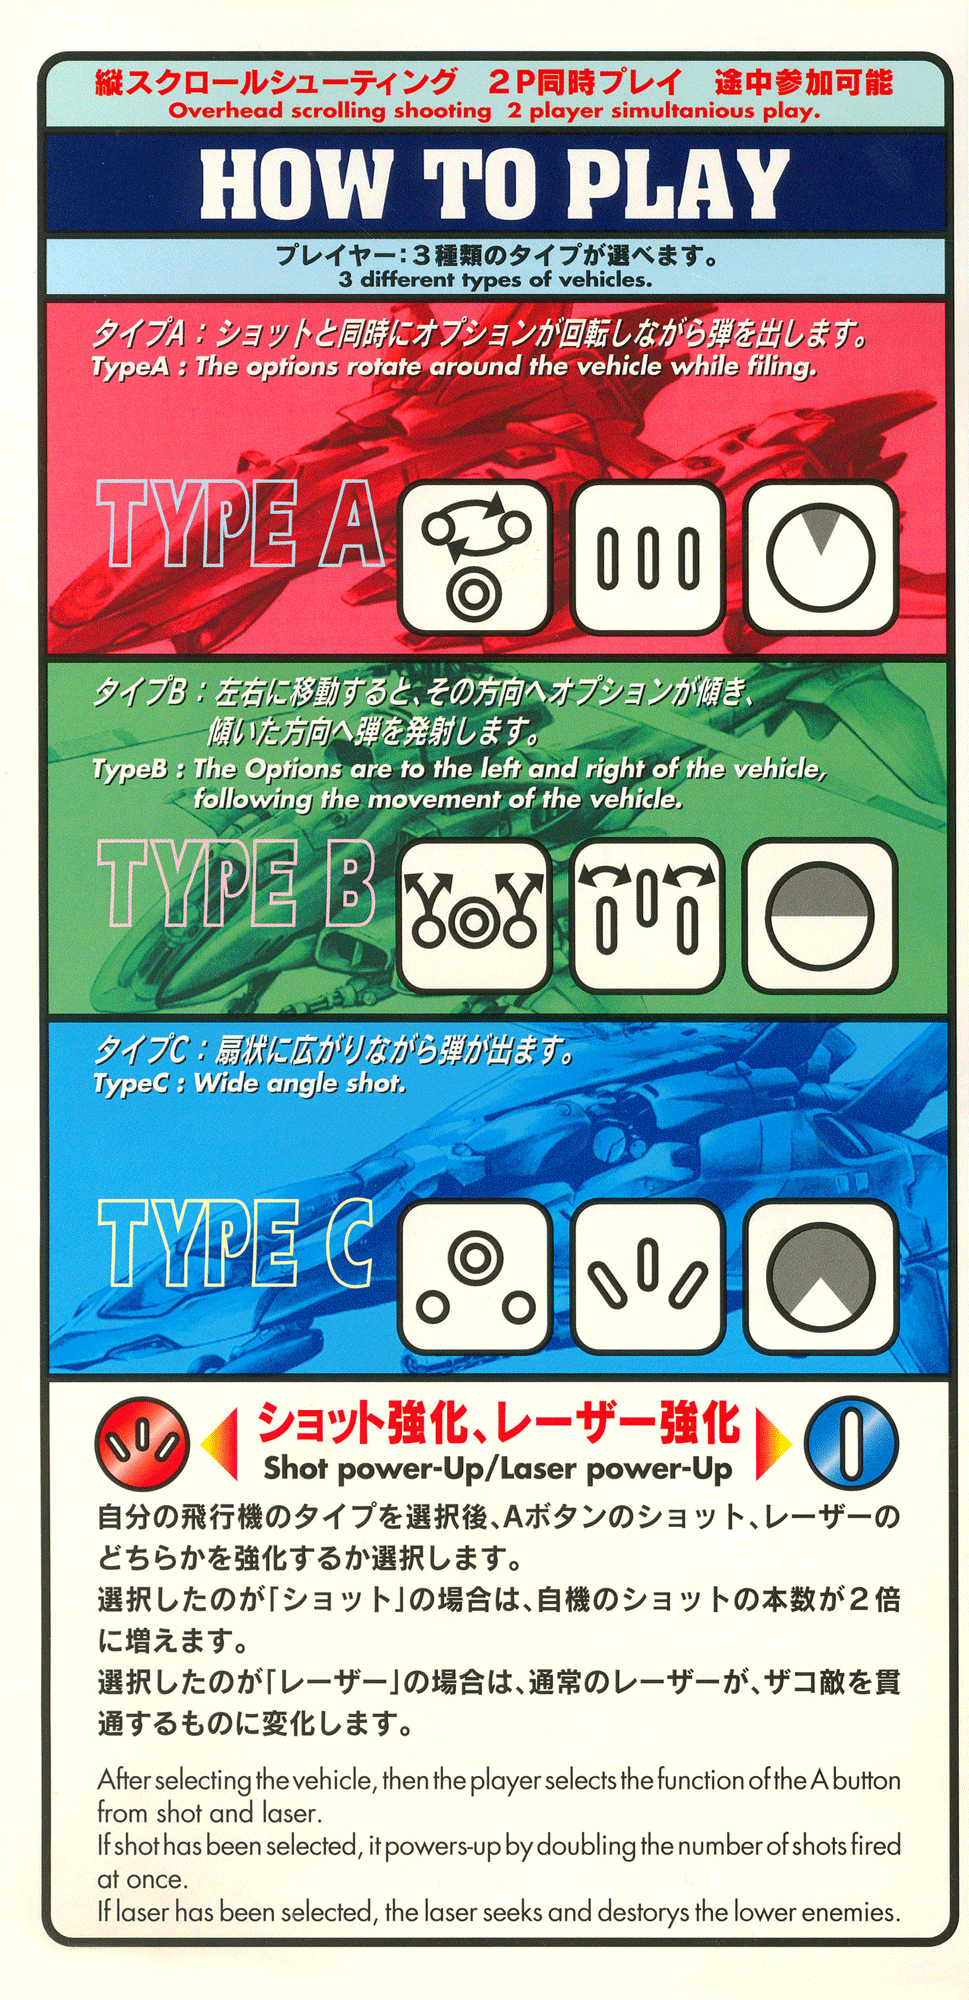 縦スクロールシューティング　２P同時プレイ　途中参加可能
Overhead scrolling shooting 2 player simultanious play.
HOW TO PLAY
プレイヤー：３種類のタイプが選べます。
3 different types of vehicles.
タイプA：ショットと同時にオプションが回転しながら弾を出します。
TypeA : The options rotate around the vehicle while filing.
TYPE A
タイプB：左右に移動すると、その方向へオプションが傾き、
傾いた方向へ弾を発射します。
TypeB : The Options are to the left and right of the vehicle,
following the movement of the vehicle.
TYPE B
タイプC：扇状に広がりながら弾が出ます。
TypeC : Wide angle shot.
TYPE C
ショット強化、レーザー強化
Shot power-Up/Laser power-Up
自分の飛行機のタイプを選択後、Aボタンのショット、レーザーの
どちらかを強化するか選択します。
選択したのが「ショット」の場合は、自機のショットの本数が２倍
に増えます。
選択したのが「レーザー」の場合は、通常のレーザーが、ザコ敵を貫
通するものに変化します。
After selecting the vehicle, then the player selects the function of the A button
from shot and laser.
If shot has been selected, it powers-up by doubling the number of shots fired
at once.
If laser has been selected, the laser seeks and destorys the lower enemies.